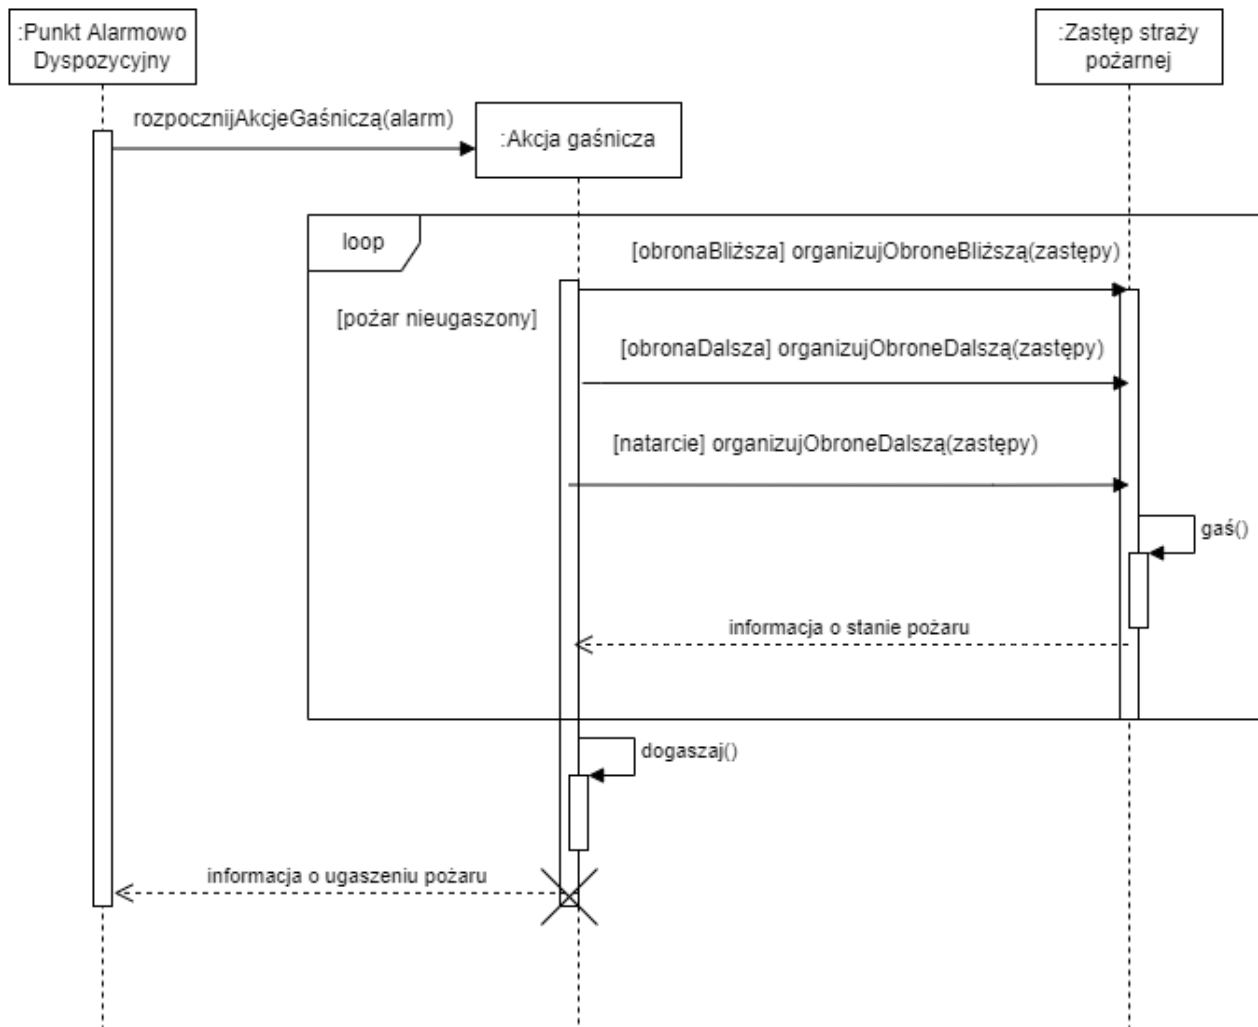 :Punkt Alarmowo
Dyspozycyjny
:Zastęp straży
pożarnej
rozpocznijAkcjeGaśniczą(alarm)
:Akcja gaśnicza
loop
[obronaBliższa] organizujObroneBliższą(zastępy)
[pożar nieugaszony]
[obronaDalsza] organizujObroneDalszą(zastępy)
[natarcie] organizujObroneDalszą(zastępy)
gaś()
informacja o stanie pożaru
dogaszaj()
informacja o ugaszeniu pożaru